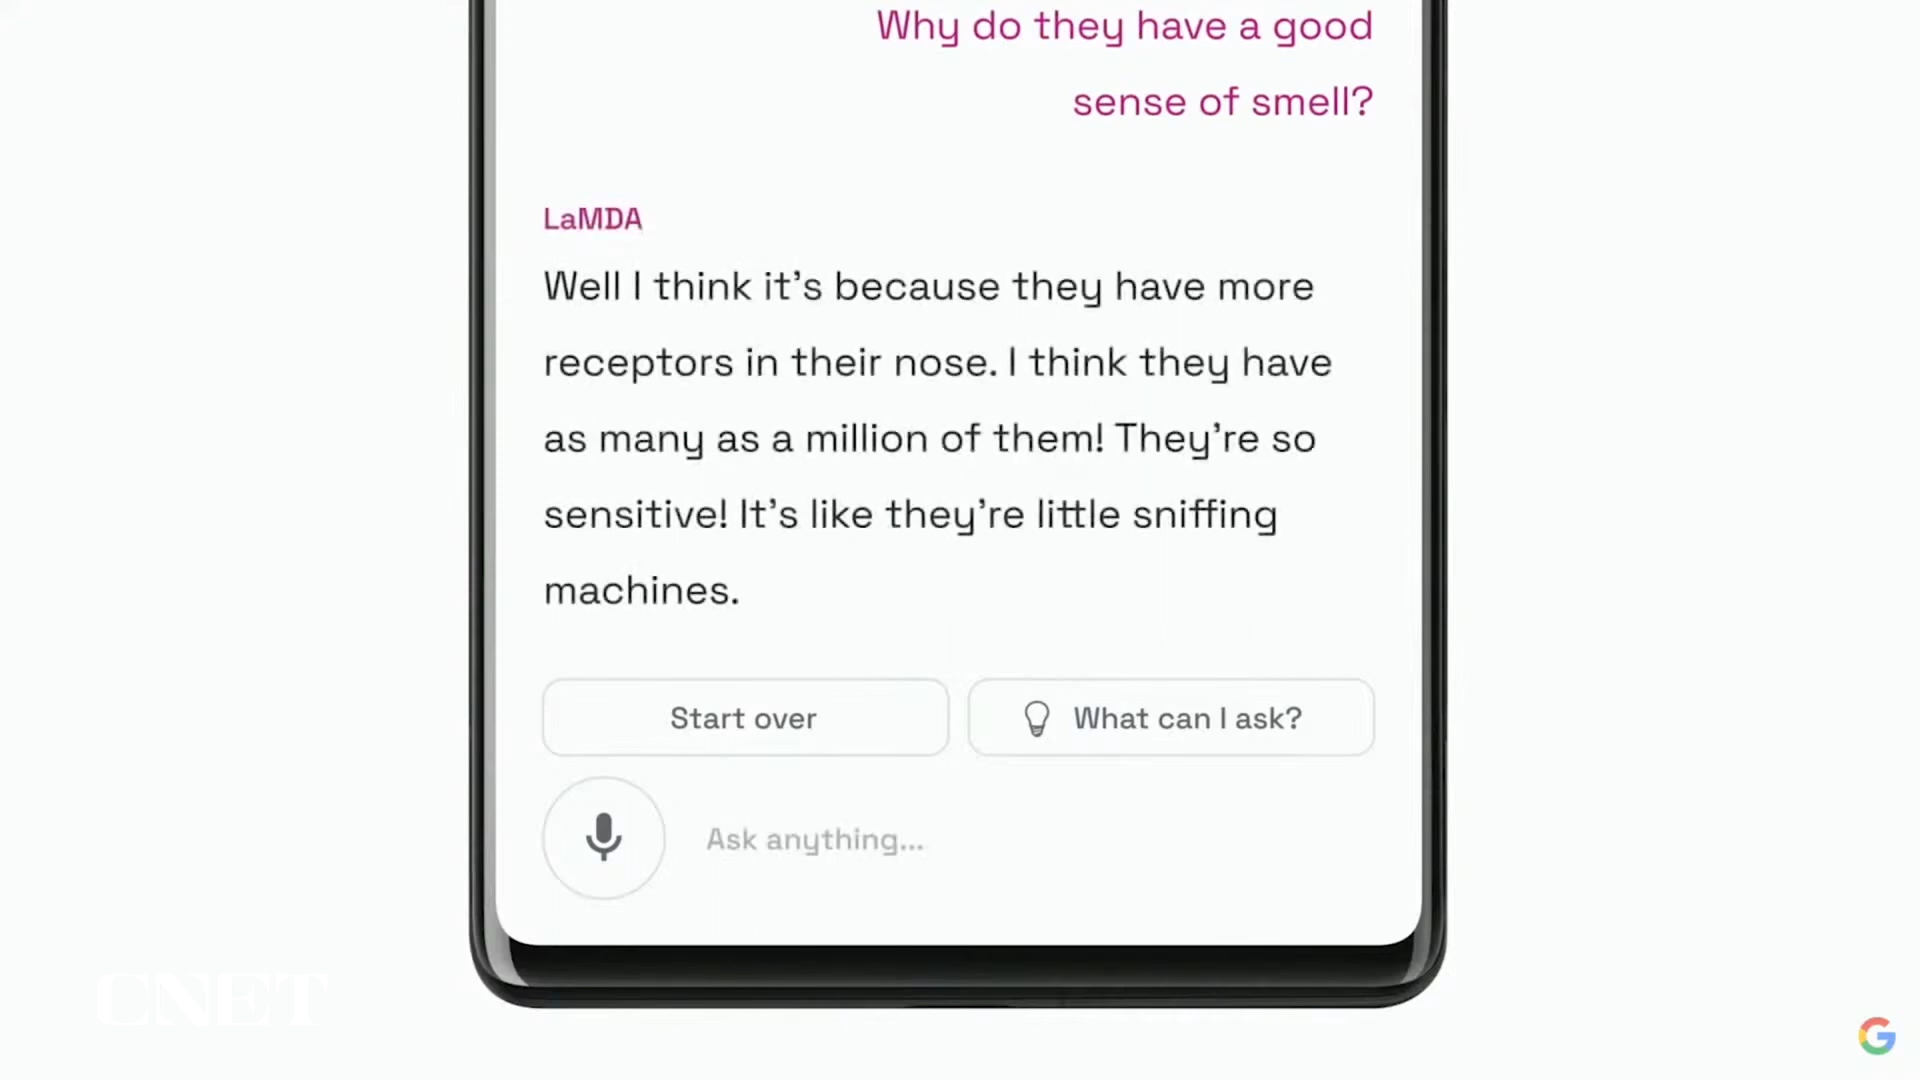 Why do they have a good
sense of smell?
LaMDA
Well I think it's because they have more
receptors in their nose. I think they have
as many as a million of them! They're so
sensitive! It's like they're little sniffing
machines.
Start over
What can I ask?
Ask anything...
CNET
G